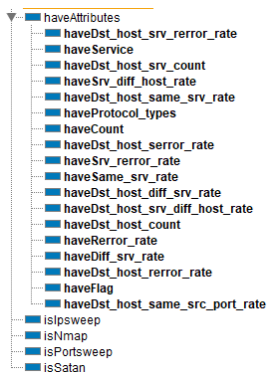 haveAttributes
haveDst_host_srv_rerror_rate
haveService
haveDst_host_srv_count
haveSrv_diff_host_rate
haveDst_host_same_srv_rate
haveProtocol_types
haveCount
haveDst_host_serror_rate
haveSrv_rerror_rate
haveSame_srv_rate
haveDst_host_diff_srv_rate
haveDst_host_srv_diff_host_rate
haveDst_host_count
haveRerror_rate
haveDiff_srv_rate
haveDst_host_rerror_rate
haveFlag
haveDst_host_same_src_port_rate
isIpsweep
isNmap
isPortsweep
isSatan